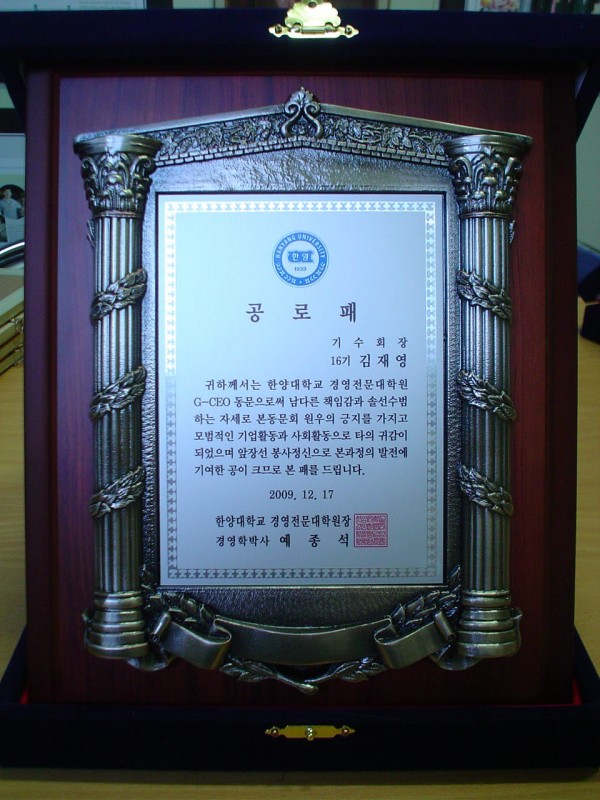 HANYANG UNIVERSITY
한양
1939
공로패
기수회장
16기 김재영
귀하께서는 한양대학교 경영전문대학원
G-CEO 동문으로써 남다른 책임감과 솔선수범
하는 자세로 본동문회 원우의 긍지를 가지고
모범적인 기업활동과 사회활동으로 타의 귀감이
되었으며 앞장선 봉사정신으로 본과정의 발전에
기여한 공이 크므로 본 패를 드립니다.
2009. 12. 17
한양대학교 경영전문대학원장
경영학박사 예종석